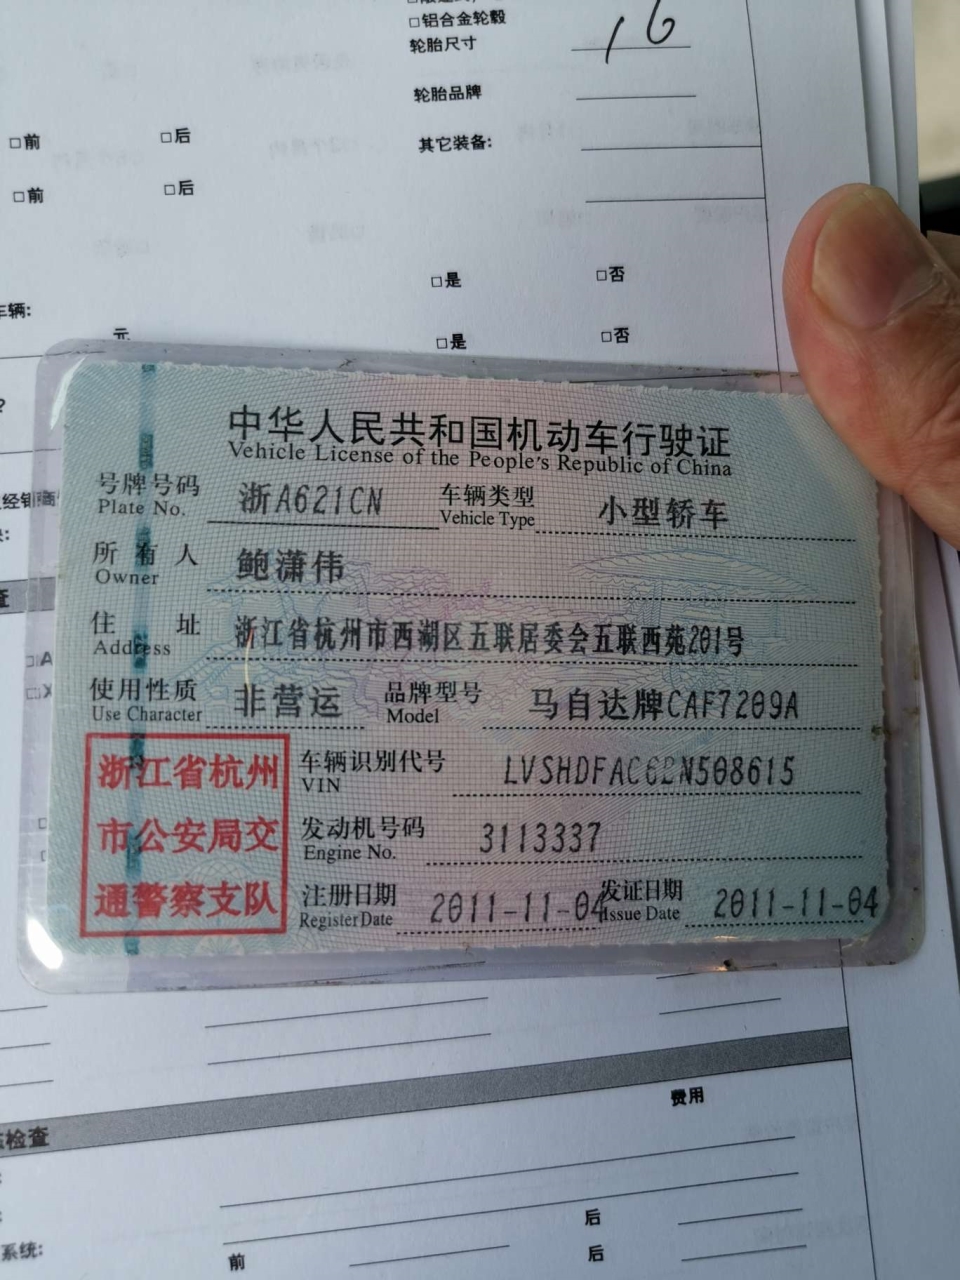 □铝合金轮毂
轮胎尺寸 16
轮胎品牌
□前 □后 其它装备:
□前 □后
□是 □否
车辆:
元 □是 □否
中华人民共和国机动车行驶证
Vehicle License of the People's Republic of China
号牌号码 浙A621CN 车辆类型 小型轿车
Plate No. Vehicle Type
所有人 鲍潇伟
Owner
住址 浙江省杭州市西湖区五联居委会五联西苑201号
Address
使用性质 非营运 品牌型号 马自达牌CAF7209A
Use Character Model
浙江省杭州
市公安局交
通警察支队
车辆识别代号 LVSHDFAC62N508615
VIN
发动机号码 3113337
Engine No.
注册日期 2011-11-04 发证日期 2011-11-04
Register Date Issue Date
费用
检查
后
系统: 前 后